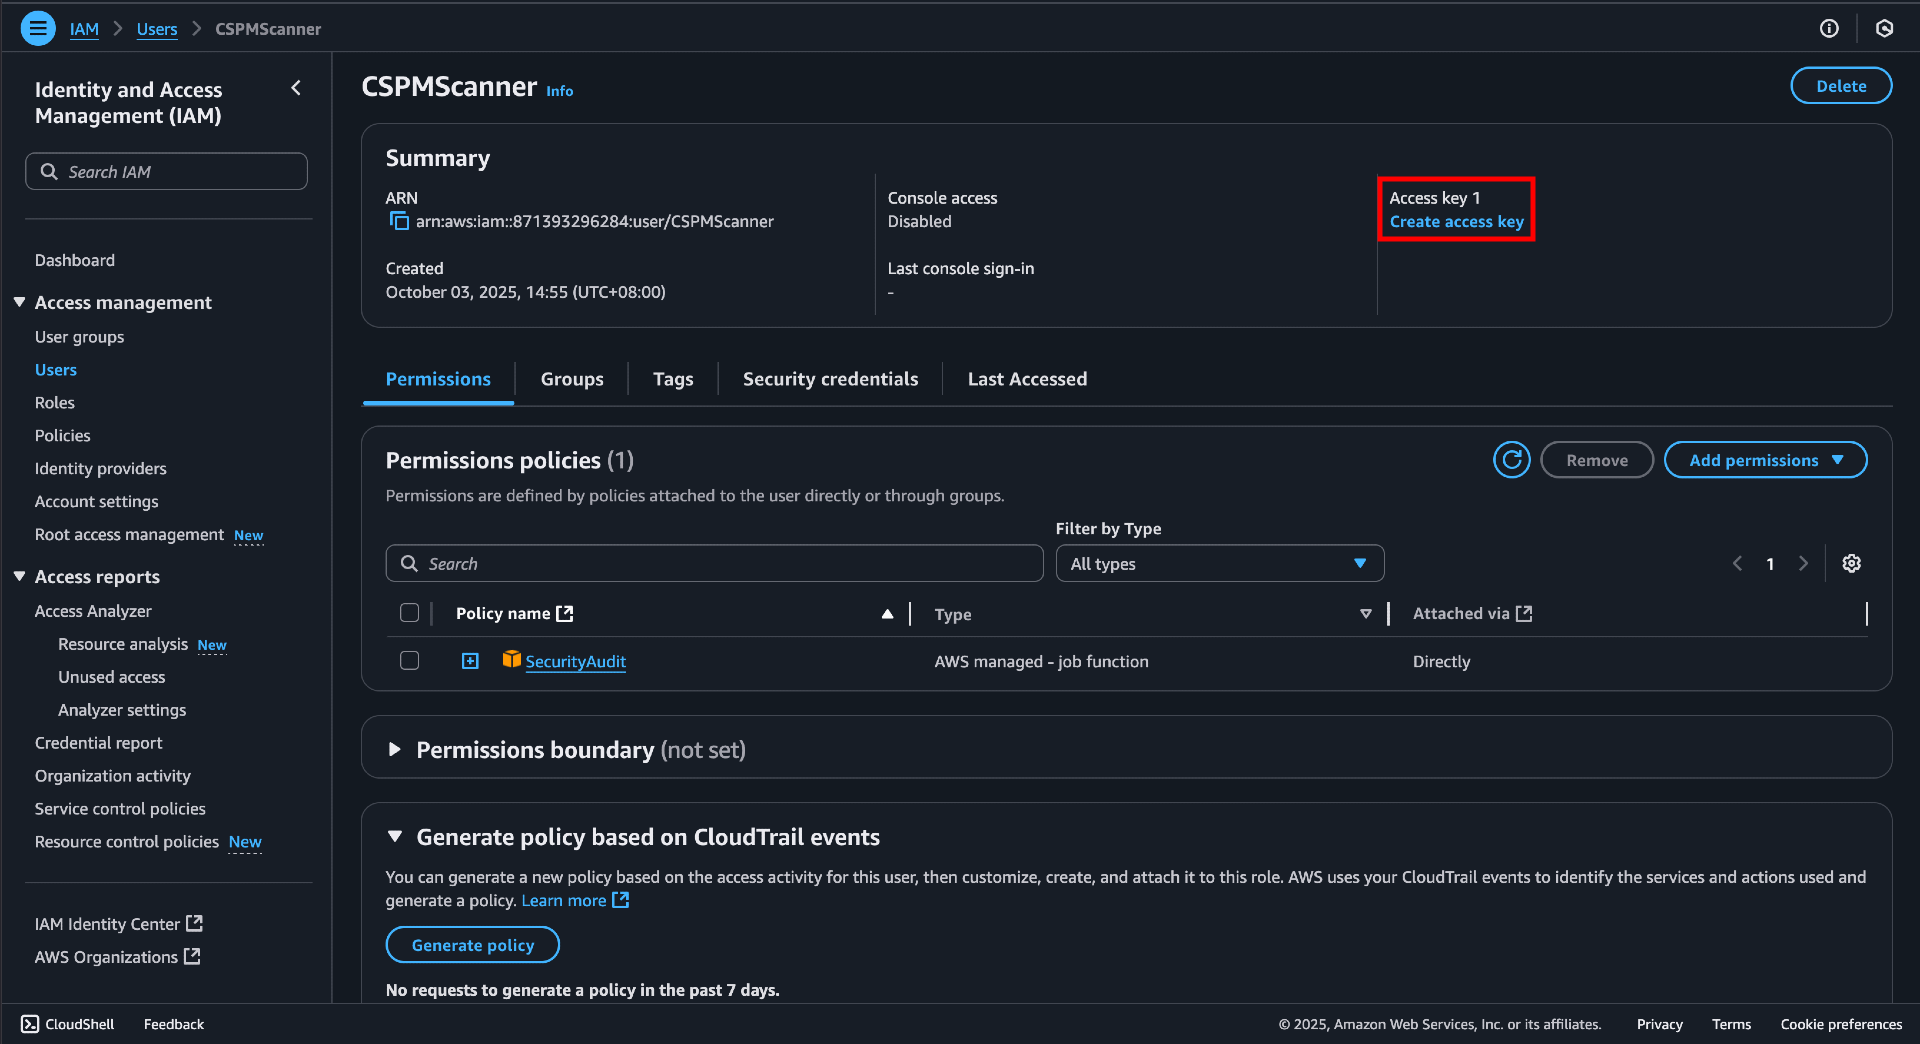 IAM > Users > CSPMScanner
Identity and Access
Management (IAM)
Search IAM
Dashboard
Access management
User groups
Users
Roles
Policies
Identity providers
Account settings
Root access management New
Access reports
Access Analyzer
Resource analysis New
Unused access
Analyzer settings
Credential report
Organization activity
Service control policies
Resource control policies New
IAM Identity Center
AWS Organizations
CSPMScanner Info
Delete
Summary
ARN
arn:aws:iam::871393296284:user/CSPMScanner
Created
October 03, 2025, 14:55 (UTC+08:00)
Console access
Disabled
Last console sign-in
-
Access key 1
Create access key
Permissions
Groups
Tags
Security credentials
Last Accessed
Permissions policies (1)
Remove
Add permissions
Permissions are defined by policies attached to the user directly or through groups.
Filter by Type
Search
All types
1
Policy name
Type
Attached via
SecurityAudit
AWS managed - job function
Directly
Permissions boundary (not set)
Generate policy based on CloudTrail events
You can generate a new policy based on the access activity for this user, then customize, create, and attach it to this role. AWS uses your CloudTrail events to identify the services and actions used and
generate a policy. Learn more
Generate policy
No requests to generate a policy in the past 7 days.
CloudShell
Feedback
© 2025, Amazon Web Services, Inc. or its affiliates.
Privacy
Terms
Cookie preferences